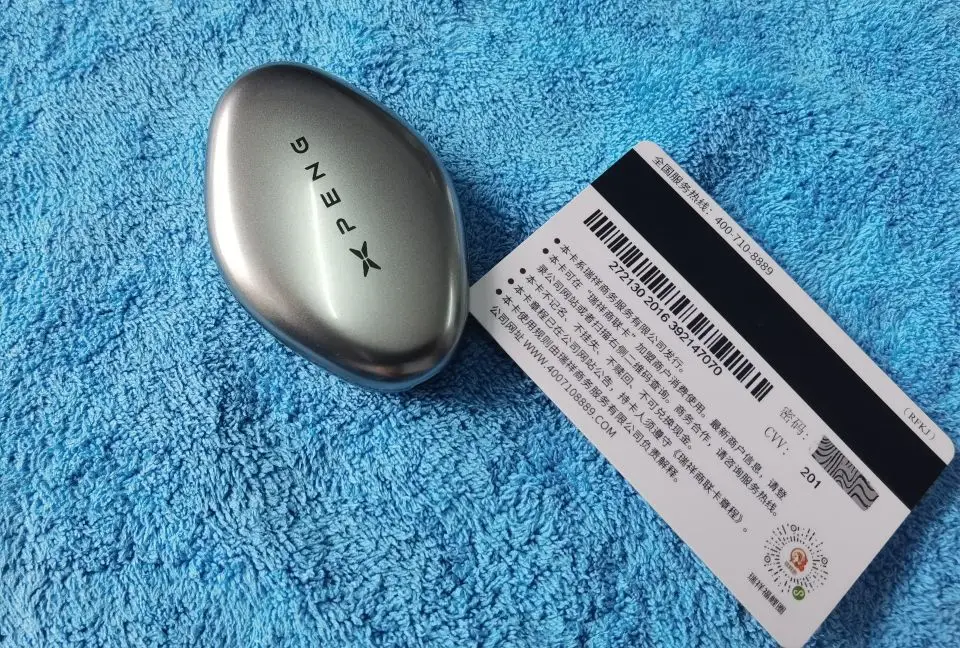 XPENG
全国服务热线：400-710-8889
（RFKJ）
272130 2016 392147070
密码：
CVV： 201
●本卡系瑞祥商务服务有限公司发行。
●本卡可在“瑞祥商联卡”加盟商户消费使用。最新商户信息，请登
录公司网站或者扫描右侧二维码查询。商务合作，请咨询服务热线。
●本卡不记名、不挂失、不赎回、不可兑换现金。
●本卡章程已在公司网站公告，持卡人须遵守《瑞祥商联卡章程》。
●本卡使用规则由瑞祥商务服务有限公司负责解释。
公司网址 WWW.4007108889.COM
瑞祥福鲤圈